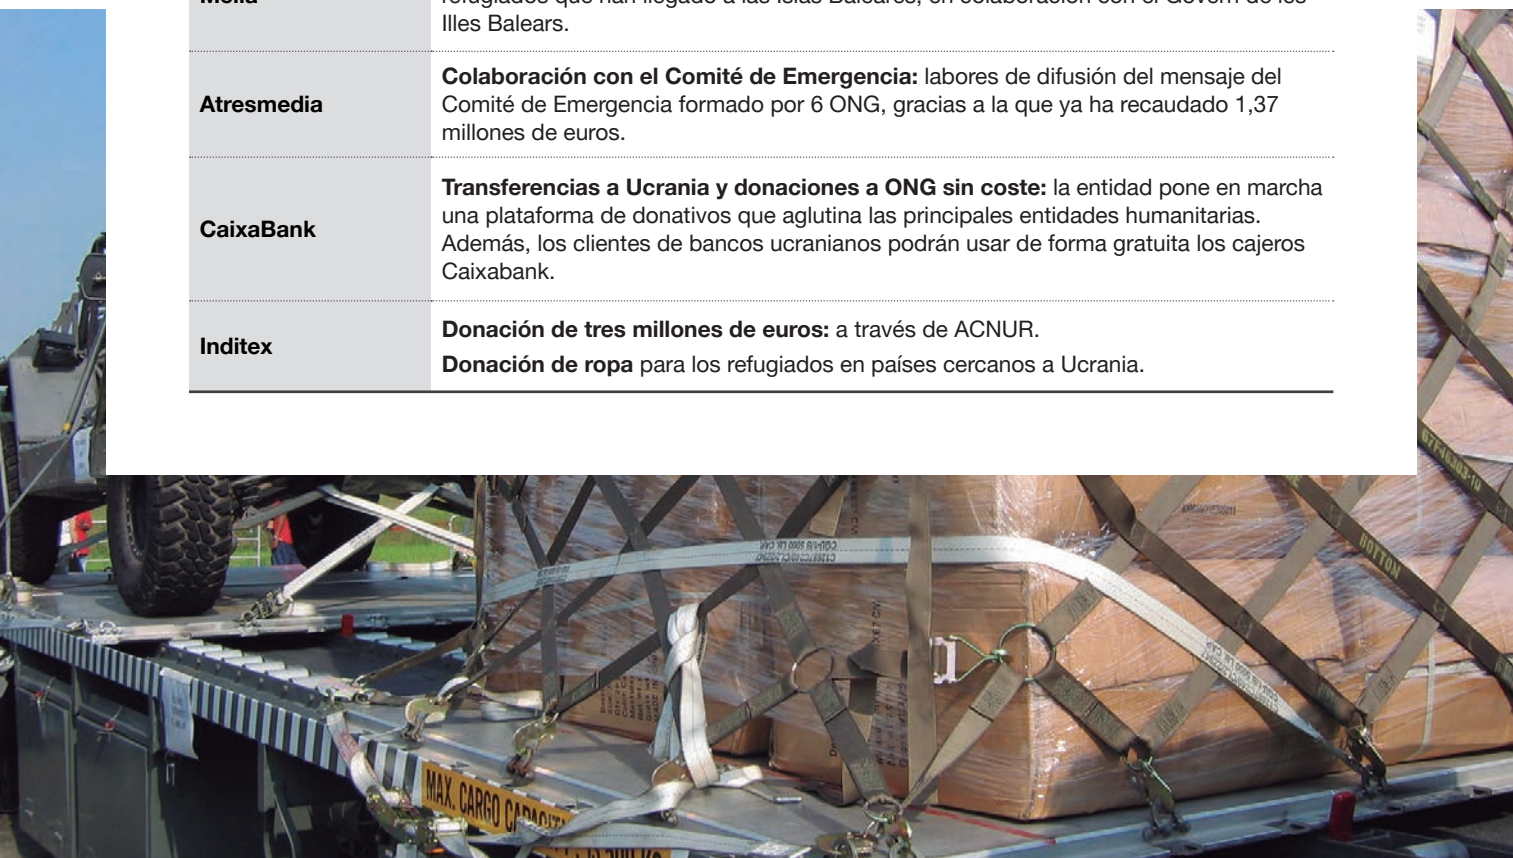 Illes Balears.
Atresmedia
Colaboración con el Comité de Emergencia: labores de difusión del mensaje del
Comité de Emergencia formado por 6 ONG, gracias a la que ya ha recaudado 1,37
millones de euros.
CaixaBank
Transferencias a Ucrania y donaciones a ONG sin coste: la entidad pone en marcha
una plataforma de donativos que aglutina las principales entidades humanitarias.
Además, los clientes de bancos ucranianos podrán usar de forma gratuita los cajeros
Caixabank.
Inditex
Donación de tres millones de euros: a través de ACNUR.
Donación de ropa para los refugiados en países cercanos a Ucrania.
BOTTOM
MAX. CARGO